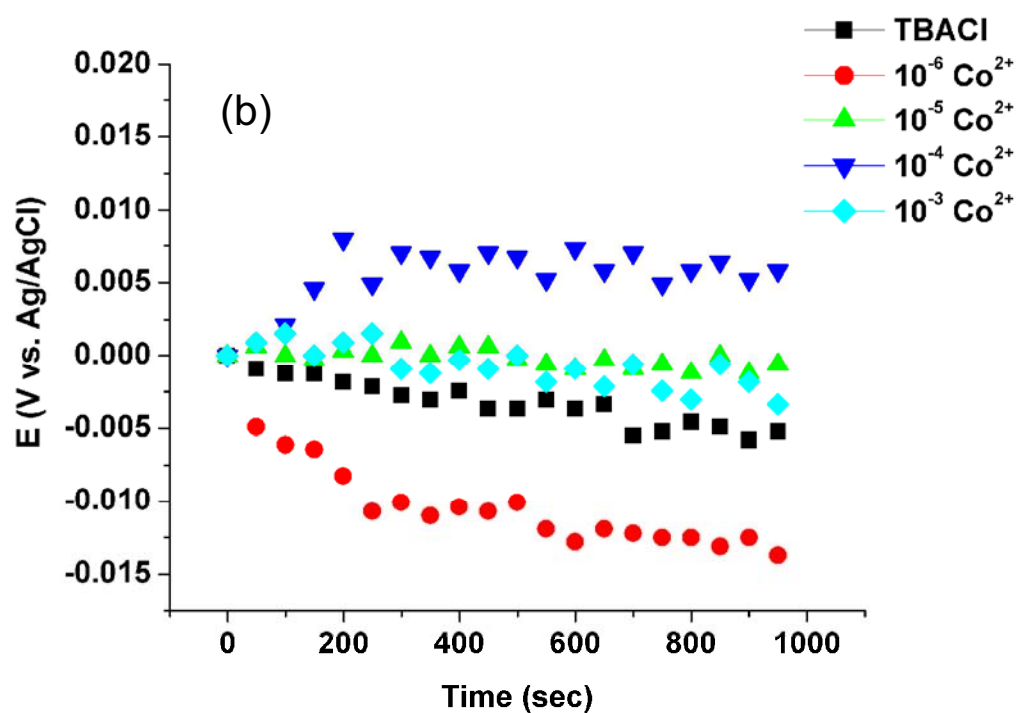 TBACl
10⁻⁶ Co²⁺
10⁻⁵ Co²⁺
10⁻⁴ Co²⁺
10⁻³ Co²⁺
(b)
E (V vs. Ag/AgCl)
0.020
0.015
0.010
0.005
0.000
-0.005
-0.010
-0.015
0 200 400 600 800 1000
Time (sec)